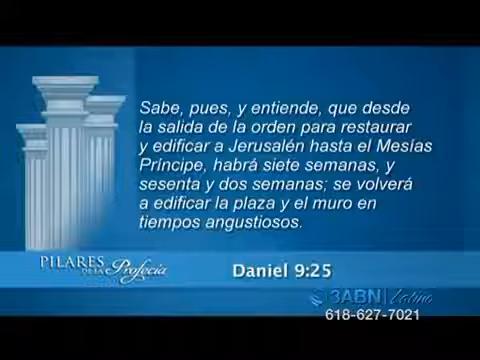 Sabe, pues, y entiende, que desde
la salida de la orden para restaurar
y edificar a Jerusalén hasta el Mesías
Príncipe, habrá siete semanas, y
sesenta y dos semanas; se volverá
a edificar la plaza y el muro en
tiempos angustiosos.
PILARES
DE LA Profecía
Daniel 9:25
3ABN Latino
618-627-7021